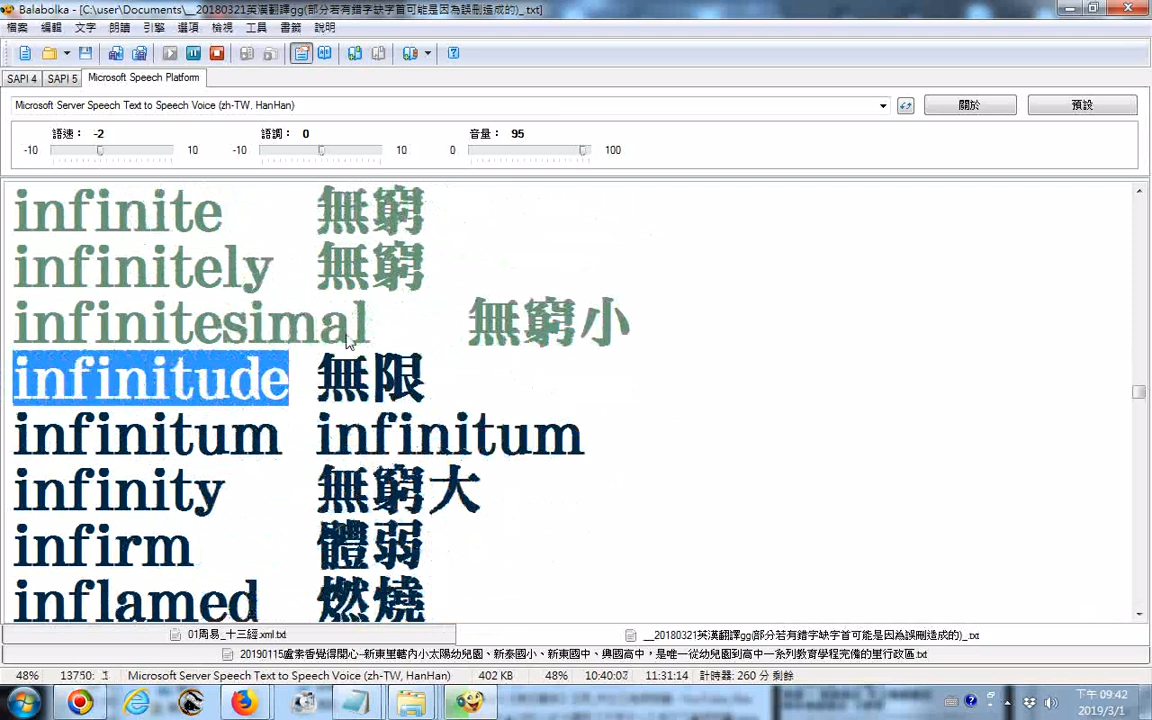 Balabolka - [C:\user\Documents\__20180321英漢翻譯gg(部分若有錯字缺字首可能是因為誤刪造成的)_.txt]
檔案 編輯 文字 朗讀 引擎 選項 檢視 工具 書籤 說明
SAPI 4 SAPI 5 Microsoft Speech Platform
Microsoft Server Speech Text to Speech Voice (zh-TW, HanHan) 關於 預設
語速： -2 語調： 0 音量： 95
-10 10 -10 10 0 100
infinite 無窮
infinitely 無窮
infinitesimal 無窮小
infinitude 無限
infinitum infinitum
infinity 無窮大
infirm 體弱
inflamed 燃燒
01周易_十三經.xml.txt __20180321英漢翻譯gg(部分若有錯字缺字首可能是因為誤刪造成的)_.txt
20190115盧素香覺得開心-新東里轄內小太陽幼兒園、新泰國小、新東國中、興國高中，是唯一從幼兒園到高中一系列教育學程完備的里行政區.txt
48% 13750: Microsoft Server Speech Text to Speech Voice (zh-TW, HanHan) 402 KB 48% 11:31:14 計時器: 260 分 剩餘
下午 09:42
2019/3/1